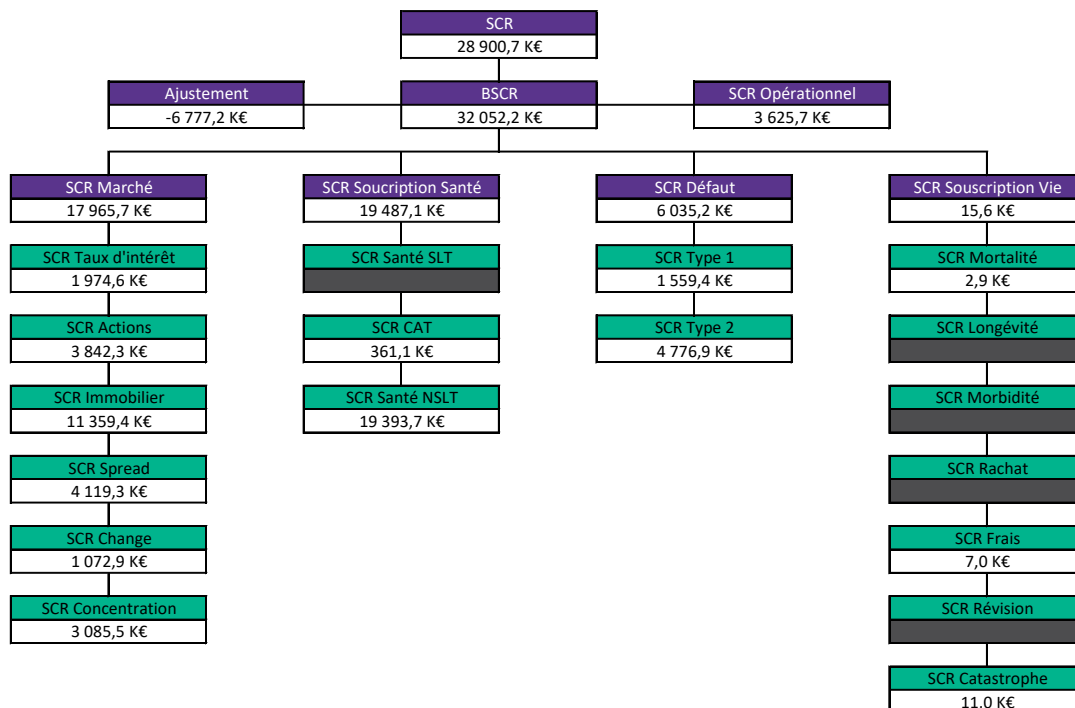 SCR
28 900,7 K€
Ajustement
-6 777,2 K€
BSCR
32 052,2 K€
SCR Opérationnel
3 625,7 K€
SCR Marché
17 965,7 K€
SCR Taux d'intérêt
1 974,6 K€
SCR Actions
3 842,3 K€
SCR Immobilier
11 359,4 K€
SCR Spread
4 119,3 K€
SCR Change
1 072,9 K€
SCR Concentration
3 085,5 K€
SCR Soucription Santé
19 487,1 K€
SCR Santé SLT
SCR CAT
361,1 K€
SCR Santé NSLT
19 393,7 K€
SCR Défaut
6 035,2 K€
SCR Type 1
1 559,4 K€
SCR Type 2
4 776,9 K€
SCR Souscription Vie
15,6 K€
SCR Mortalité
2,9 K€
SCR Longévité
SCR Morbidité
SCR Rachat
SCR Frais
7,0 K€
SCR Révision
SCR Catastrophe
11,0 K€